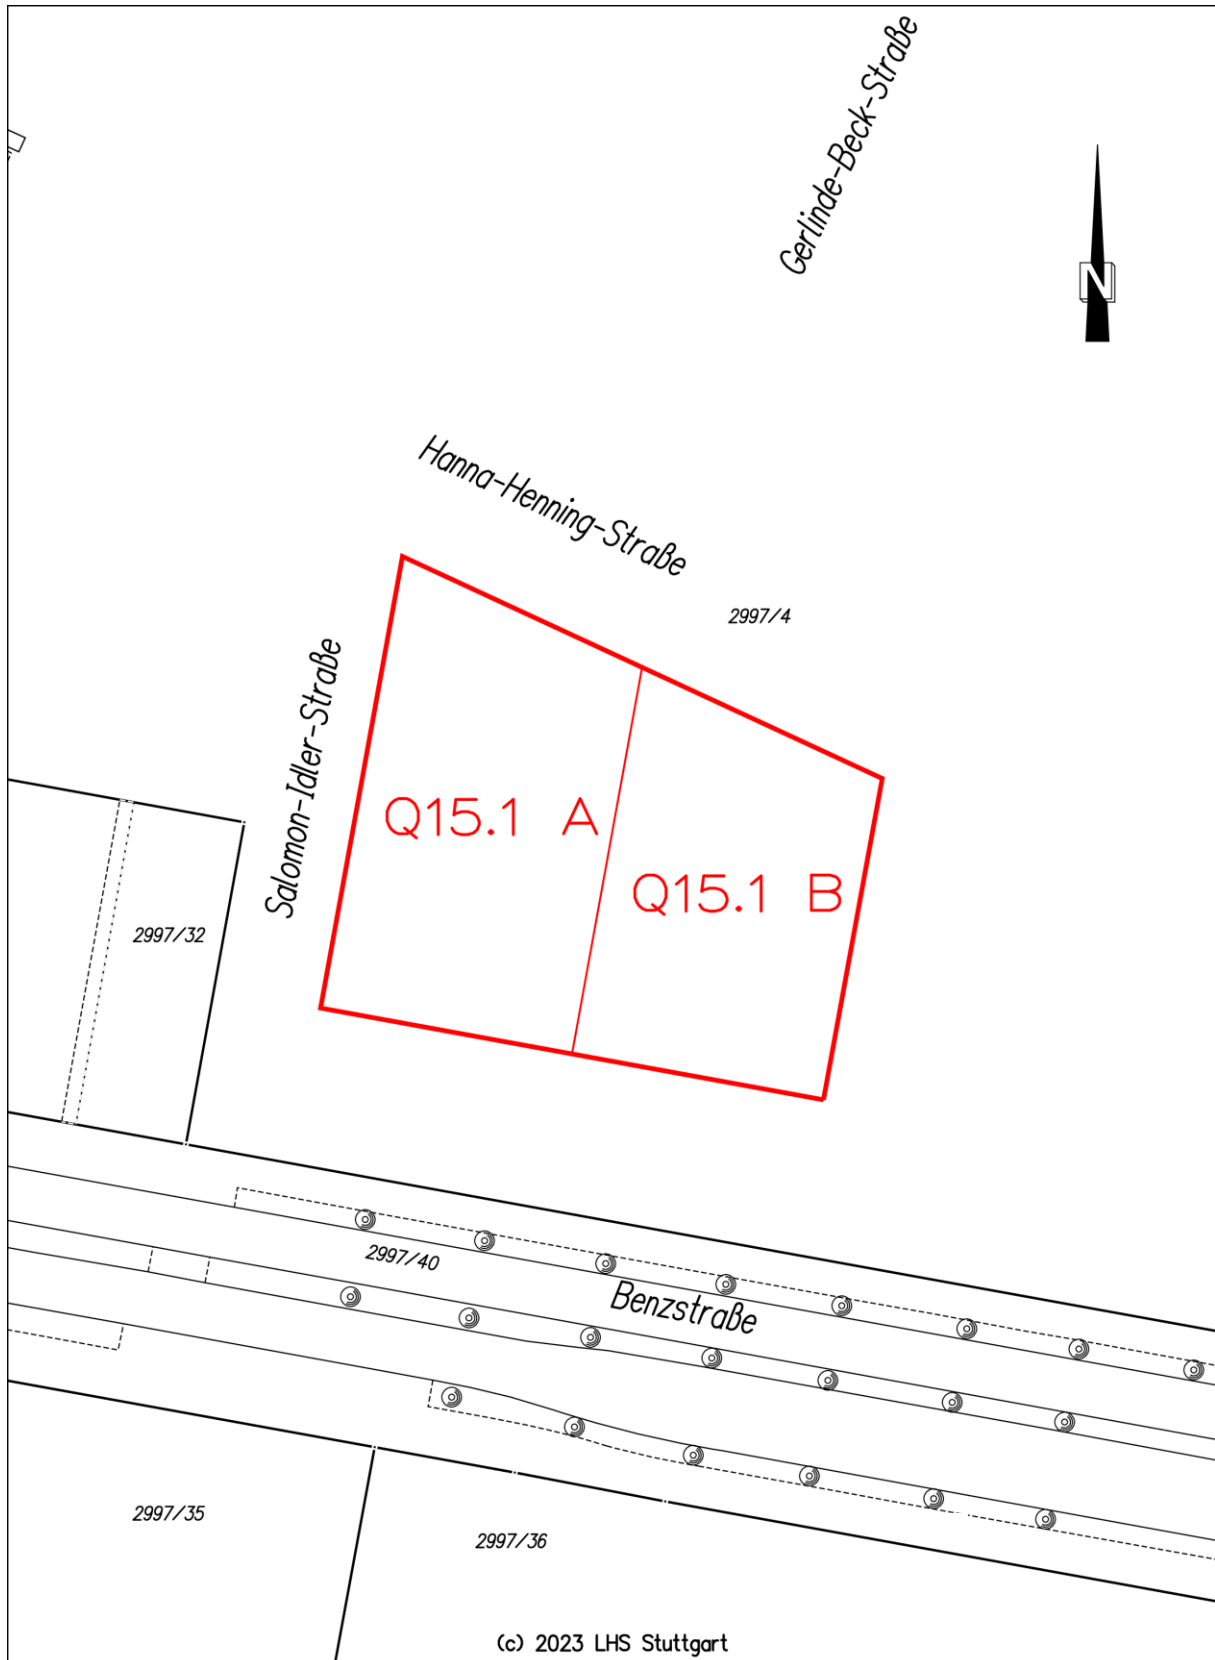 Gerlinde-Beck-Straße
N
Hanna-Henning-Straße
2997/4
Salomon-Idler-Straße
Q15.1 A
Q15.1 B
2997/32
2997/40
Benzstraße
2997/35
2997/36
(c) 2023 LHS Stuttgart